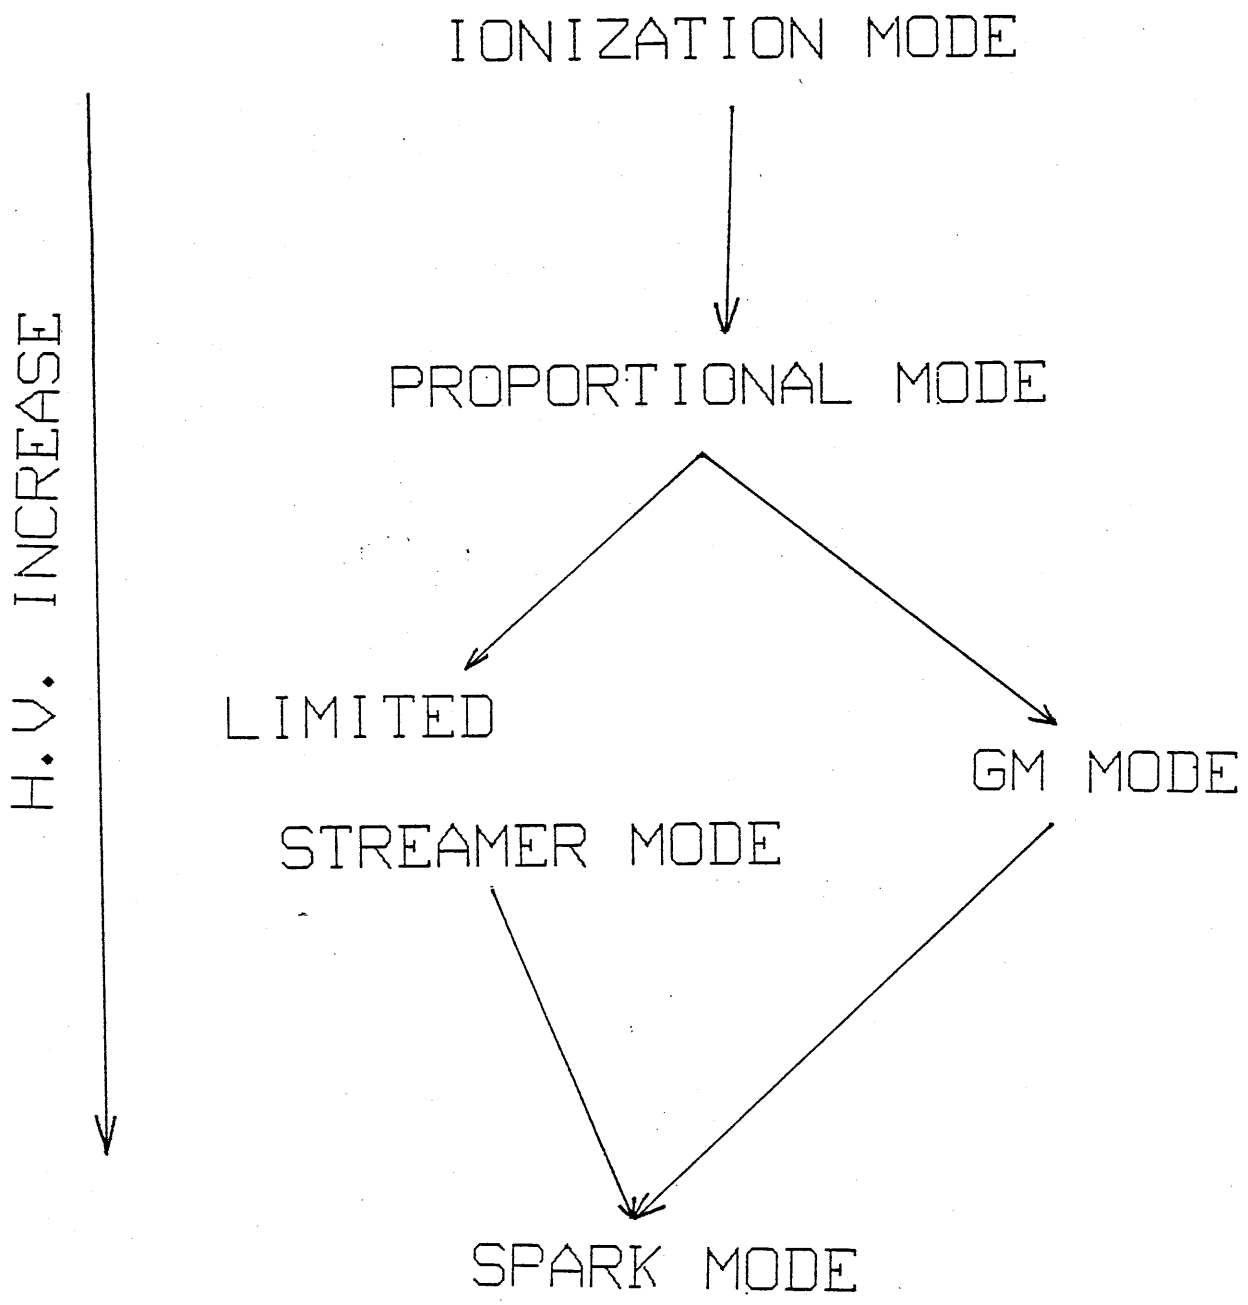 IONIZATION MODE
H.V. INCREASE
PROPORTIONAL MODE
LIMITED
STREAMER MODE
GM MODE
SPARK MODE